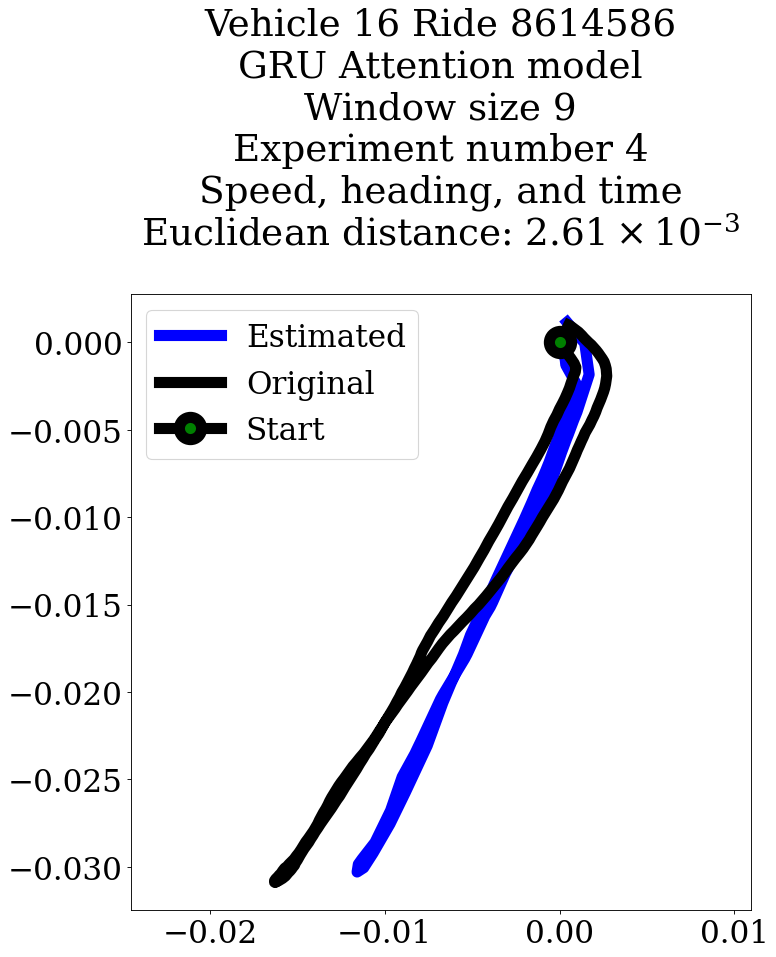 Vehicle 16 Ride 8614586
GRU Attention model
Window size 9
Experiment number 4
Speed, heading, and time
Euclidean distance: 2.61 × 10⁻³
Estimated
Original
Start
0.000
−0.005
−0.010
−0.015
−0.020
−0.025
−0.030
−0.02 −0.01 0.00 0.01